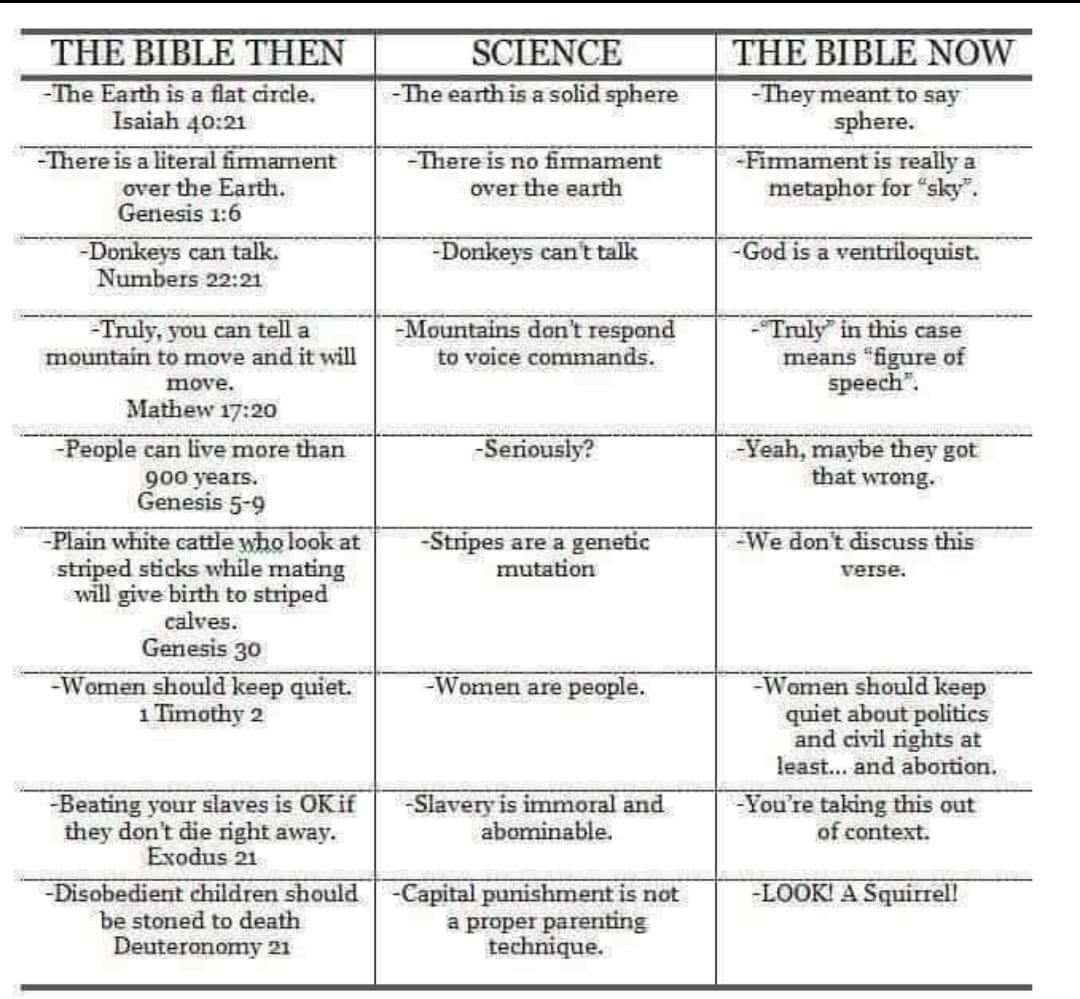 THE BIBLE THEN
SCIENCE
THE BIBLE NOW
-The Earth is a flat circle.
Isaiah 40:21
-The earth is a solid sphere
-They meant to say
sphere.
-There is a literal firmament
over the Earth.
Genesis 1:6
-There is no firmament
over the earth
-Firmament is really a
metaphor for “sky”.
-Donkeys can talk.
Numbers 22:21
-Donkeys can't talk
-God is a ventriloquist.
-Truly, you can tell a
mountain to move and it will
move.
Mathew 17:20
-Mountains don't respond
to voice commands.
-“Truly” in this case
means “figure of
speech”.
-People can live more than
900 years.
Genesis 5-9
-Seriously?
-Yeah, maybe they got
that wrong.
-Plain white cattle who look at
striped sticks while mating
will give birth to striped
calves.
Genesis 30
-Stripes are a genetic
mutation
-We don't discuss this
verse.
-Women should keep quiet.
1 Timothy 2
-Women are people.
-Women should keep
quiet about politics
and civil rights at
least... and abortion.
-Beating your slaves is OK if
they don't die right away.
Exodus 21
-Slavery is immoral and
abominable.
-You're taking this out
of context.
-Disobedient children should
be stoned to death
Deuteronomy 21
-Capital punishment is not
a proper parenting
technique.
-LOOK! A Squirrel!